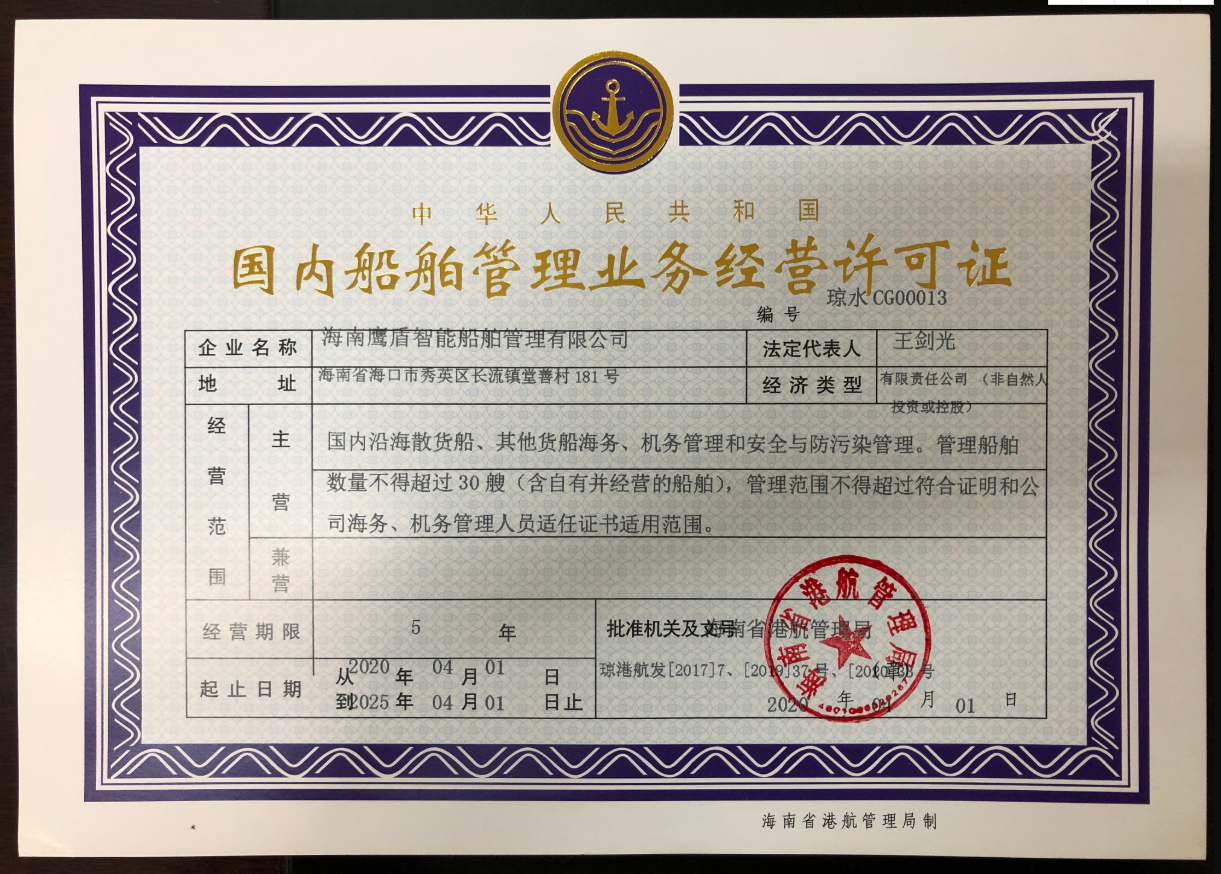 中华人民共和国
国内船舶管理业务经营许可证
编号 琼水CG00013
企业名称 海南鹰盾智能船舶管理有限公司 法定代表人 王剑光
地址 海南省海口市秀英区长流镇堂善村181号 经济类型 有限责任公司（非自然人
投资或控股）
经营范围
主营
国内沿海散货船、其他货船海务、机务管理和安全与防污染管理。管理船舶
数量不得超过30艘（含自有并经营的船舶），管理范围不得超过符合证明和公
司海务、机务管理人员适任证书适用范围。
兼营
经营期限 5 年
批准机关及文号 海南省港航管理局
起止日期
从2020年04月01日
到2025年04月01日止
琼港航发[2017]7、[2019]37号、
2020年04月01日
海南省港航管理局
海南省港航管理局制